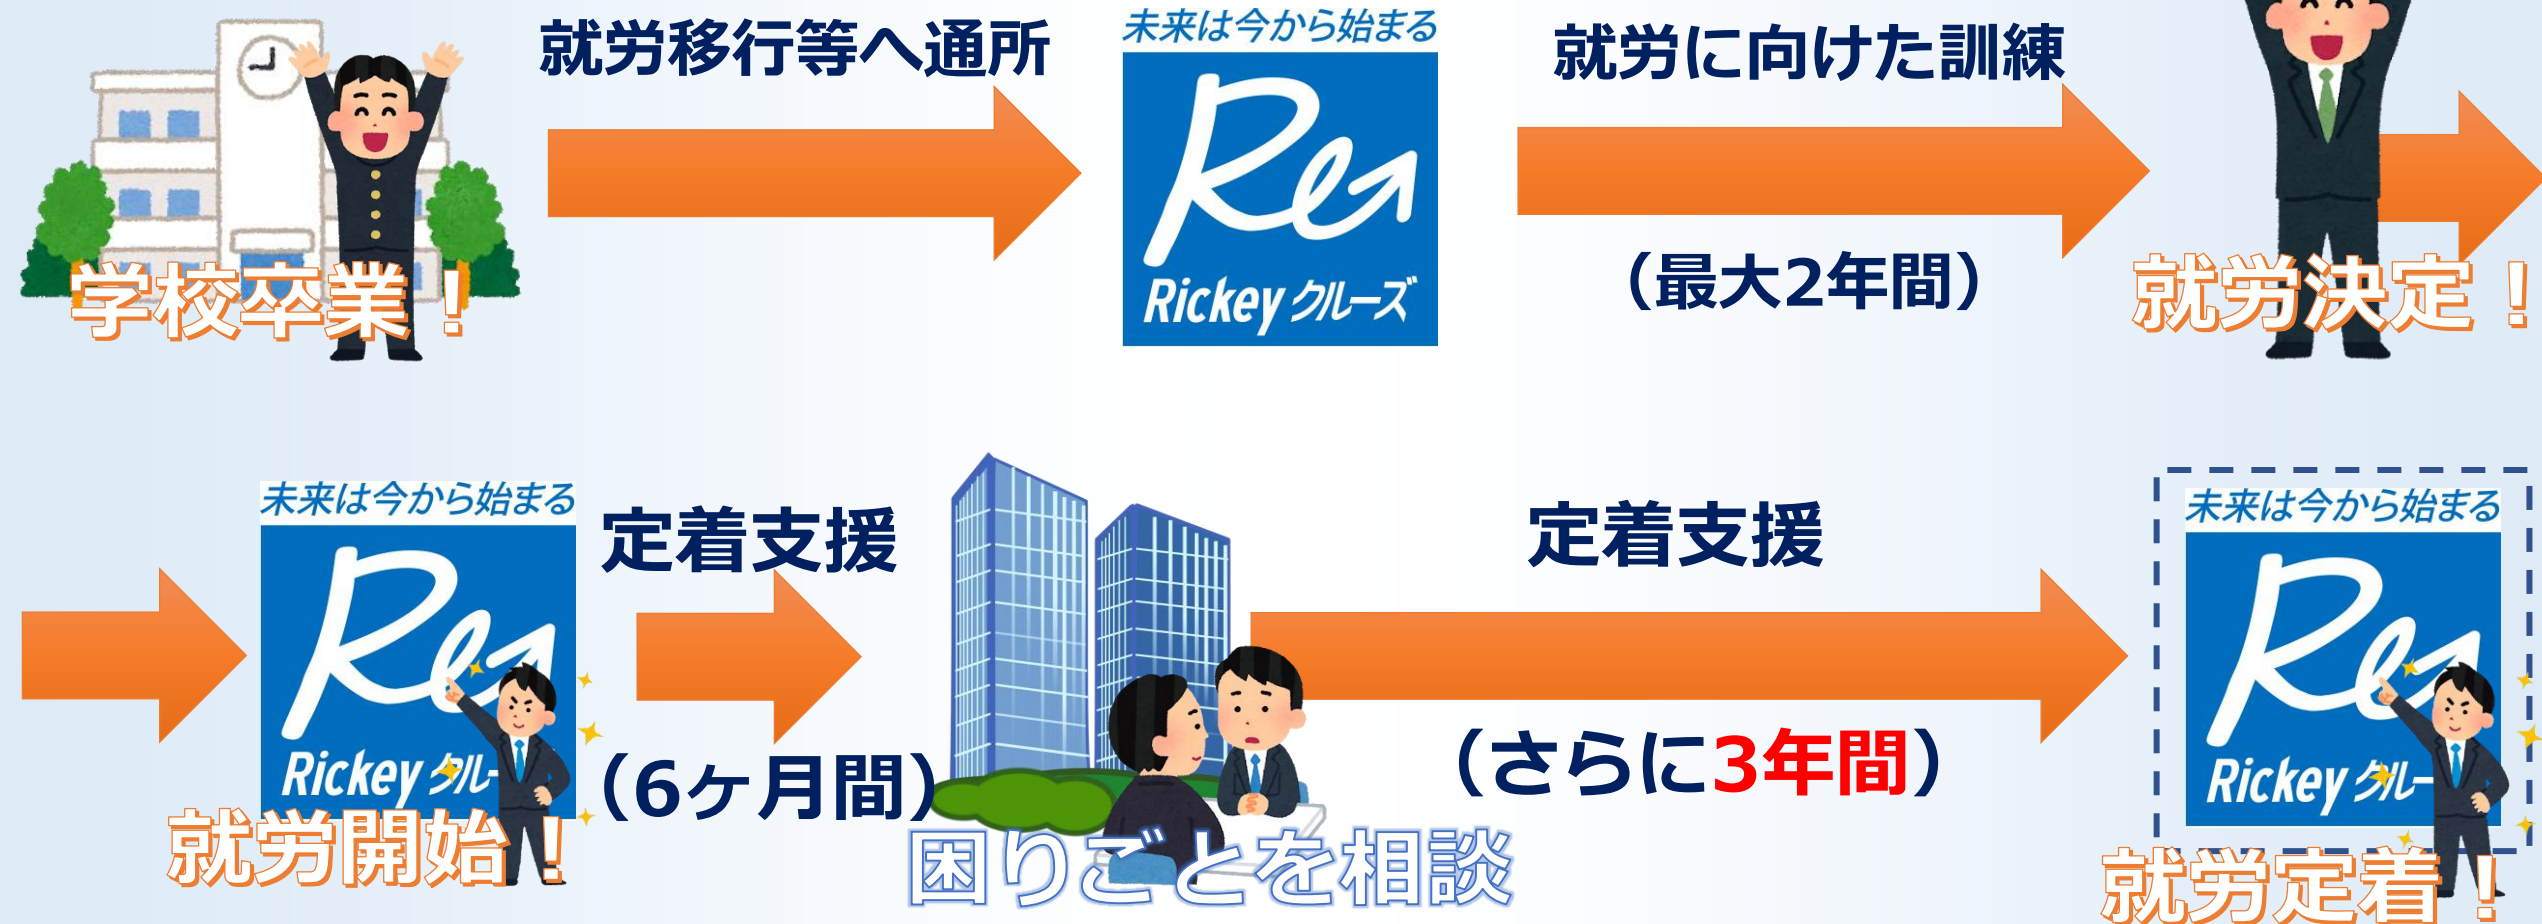 就労移行等へ通所
未来は今から始まる
Re
Rickey クルーズ
就労に向けた訓練
(最大2年間)
学校卒業!
就労決定!
未来は今から始まる
Re
Rickey クルー
就労開始!
定着支援
(6ヶ月間)
困りごとを相談
定着支援
(さらに3年間)
未来は今から始まる
Re
Rickey クルー
就労定着!